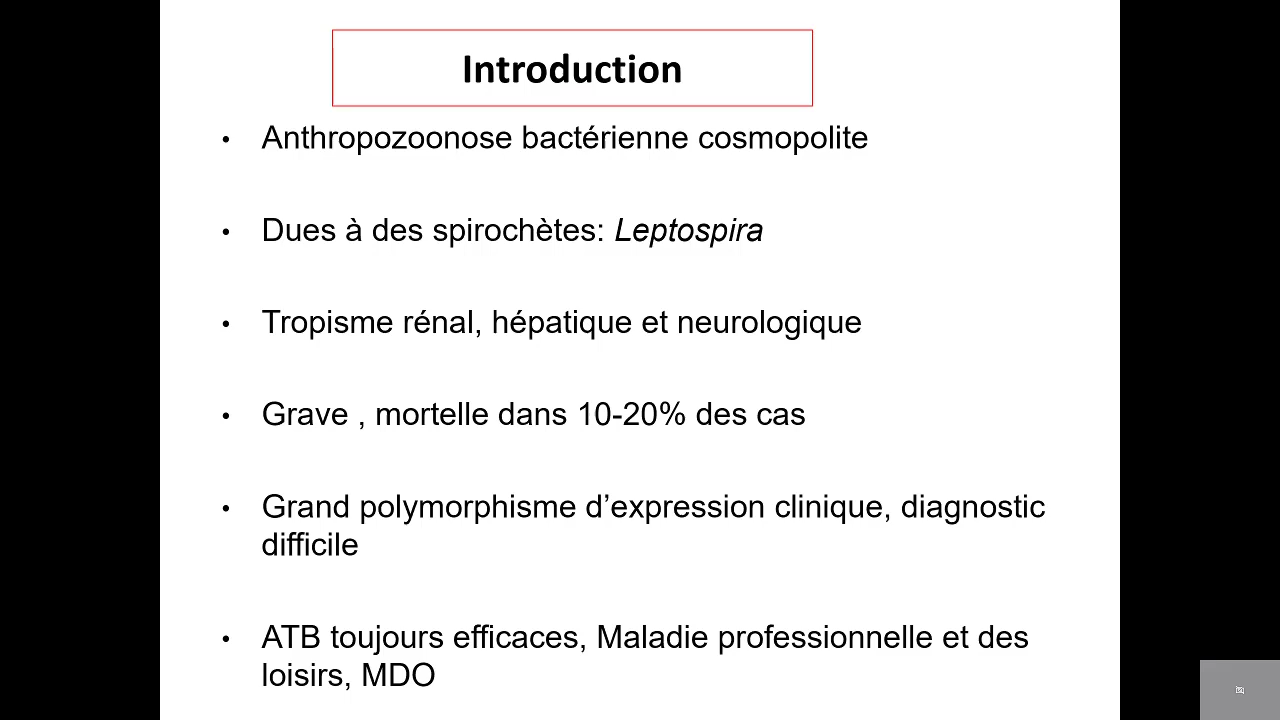 Introduction
• Anthropozoonose bactérienne cosmopolite
• Dues à des spirochètes: Leptospira
• Tropisme rénal, hépatique et neurologique
• Grave , mortelle dans 10-20% des cas
• Grand polymorphisme d’expression clinique, diagnostic
difficile
• ATB toujours efficaces, Maladie professionnelle et des
loisirs, MDO